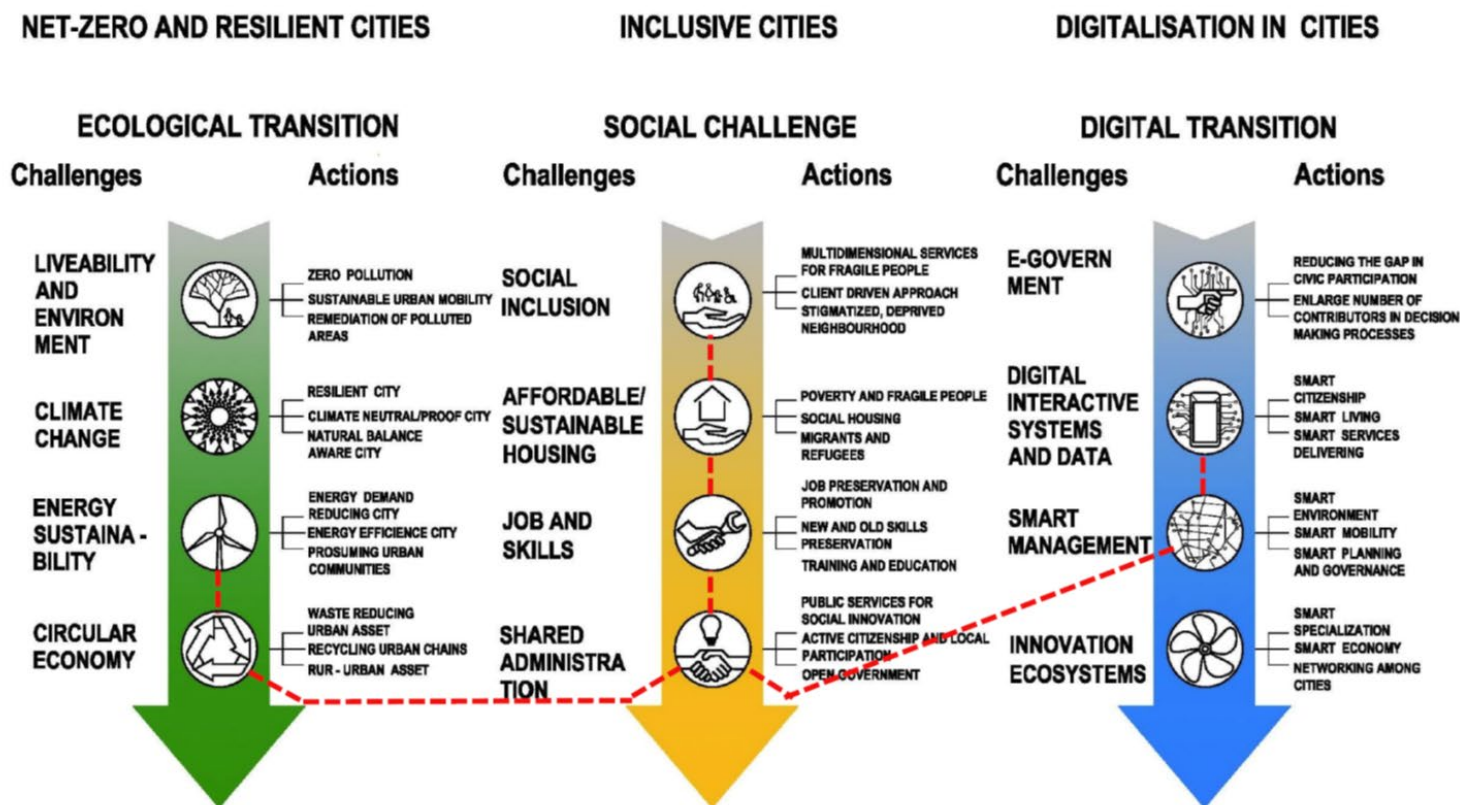 NET-ZERO AND RESILIENT CITIES
INCLUSIVE CITIES
DIGITALISATION IN CITIES
ECOLOGICAL TRANSITION
Challenges
Actions
LIVEABILITY
AND
ENVIRON
MENT
ZERO POLLUTION
SUSTAINABLE URBAN MOBILITY
REMEDIATION OF POLLUTED
AREAS
CLIMATE
CHANGE
RESILIENT CITY
CLIMATE NEUTRAL/PROOF CITY
NATURAL BALANCE
AWARE CITY
ENERGY
SUSTAINA -
BILITY
ENERGY DEMAND
REDUCING CITY
ENERGY EFFICIENCE CITY
PROSUMING URBAN
COMMUNITIES
CIRCULAR
ECONOMY
WASTE REDUCING
URBAN ASSET
RECYCLING URBAN CHAINS
RUR - URBAN ASSET
SOCIAL CHALLENGE
Challenges
Actions
SOCIAL
INCLUSION
MULTIDIMENSIONAL SERVICES
FOR FRAGILE PEOPLE
CLIENT DRIVEN APPROACH
STIGMATIZED, DEPRIVED
NEIGHBOURHOOD
AFFORDABLE/
SUSTAINABLE
HOUSING
POVERTY AND FRAGILE PEOPLE
SOCIAL HOUSING
MIGRANTS AND
REFUGEES
JOB AND
SKILLS
JOB PRESERVATION AND
PROMOTION
NEW AND OLD SKILLS
PRESERVATION
TRAINING AND EDUCATION
SHARED
ADMINISTRA
TION
PUBLIC SERVICES FOR
SOCIAL INNOVATION
ACTIVE CITIZENSHIP AND LOCAL
PARTICIPATION
OPEN GOVERNMENT
DIGITAL TRANSITION
Challenges
Actions
E-GOVERN
MENT
REDUCING THE GAP IN
CIVIC PARTICIPATION
ENLARGE NUMBER OF
CONTRIBUTORS IN DECISION
MAKING PROCESSES
DIGITAL
INTERACTIVE
SYSTEMS
AND DATA
SMART
CITIZENSHIP
SMART LIVING
SMART SERVICES
DELIVERING
SMART
MANAGEMENT
SMART
ENVIRONMENT
SMART MOBILITY
SMART PLANNING
AND GOVERNANCE
INNOVATION
ECOSYSTEMS
SMART
SPECIALIZATION
SMART ECONOMY
NETWORKING AMONG
CITIES